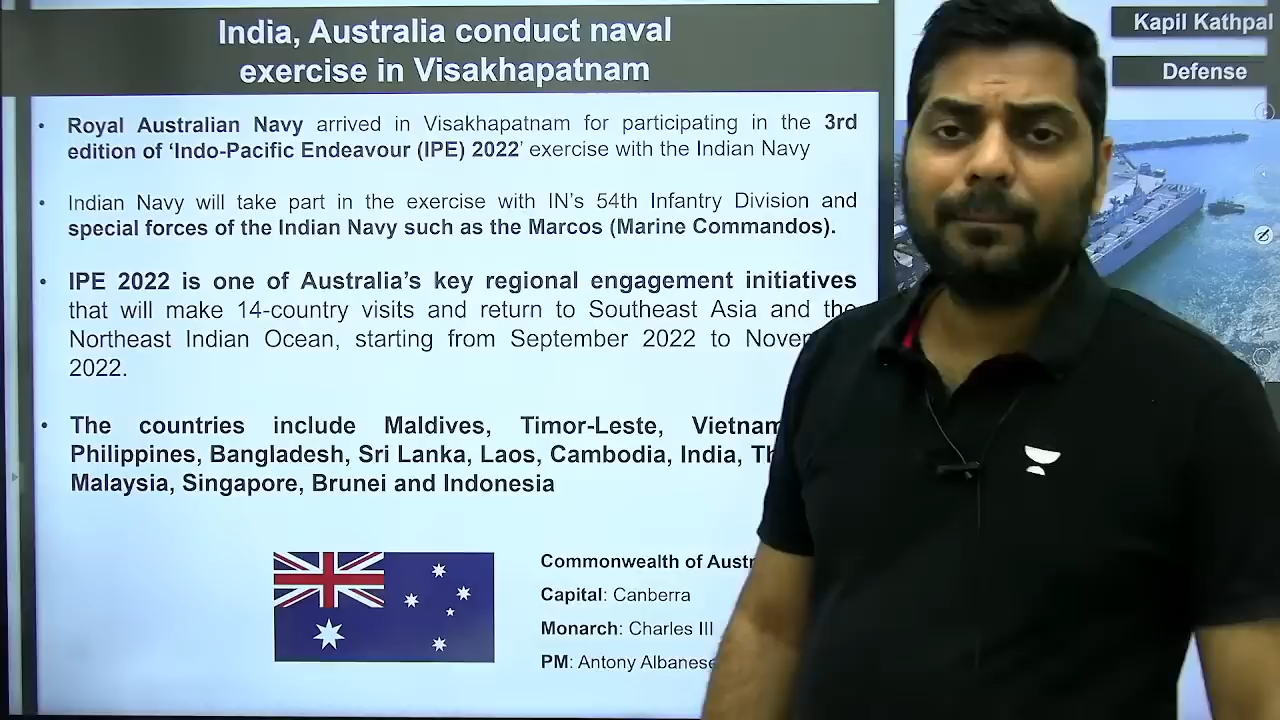 India, Australia conduct naval
exercise in Visakhapatnam
Kapil Kathpal
Defense
• Royal Australian Navy arrived in Visakhapatnam for participating in the 3rd
edition of ‘Indo-Pacific Endeavour (IPE) 2022’ exercise with the Indian Navy
• Indian Navy will take part in the exercise with IN’s 54th Infantry Division and
special forces of the Indian Navy such as the Marcos (Marine Commandos).
• IPE 2022 is one of Australia’s key regional engagement initiatives
that will make 14-country visits and return to Southeast Asia and the
Northeast Indian Ocean, starting from September 2022 to
2022.
• The countries include Maldives, Timor-Leste, Vietnam
Philippines, Bangladesh, Sri Lanka, Laos, Cambodia, India,
Malaysia, Singapore, Brunei and Indonesia
Commonwealth of
Capital: Canberra
Monarch: Charles III
PM: Antony Albanese